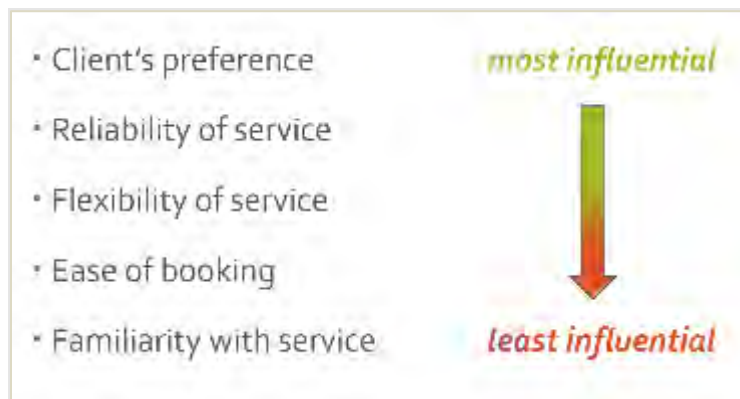 · Client's preference most influential
· Reliability of service
· Flexibility of service
· Ease of booking
· Familiarity with service least influential